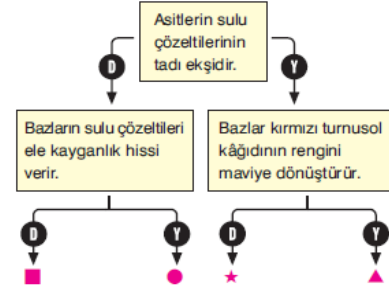 Asitlerin sulu
çözeltilerinin
tadı ekşidir.
D
Y
Bazların sulu çözeltileri
ele kayganlık hissi
verir.
Bazlar kırmızı turnusol
kâğıdının rengini
maviye dönüştürür.
D
Y
D
Y